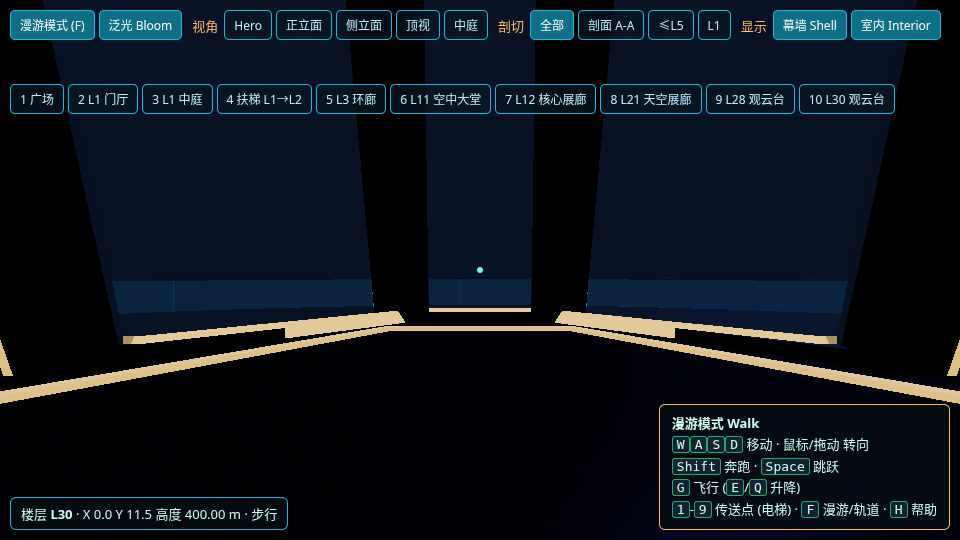 漫游模式 (F) 泛光 Bloom 视角 Hero 正立面 侧立面 顶视 中庭 剖切 全部 剖面 A-A ≤L5 L1 显示 幕墙 Shell 室内 Interior
1 广场 2 L1 门厅 3 L1 中庭 4 扶梯 L1→L2 5 L3 环廊 6 L11 空中大堂 7 L12 核心展廊 8 L21 天空展廊 9 L28 观云台 10 L30 观云台
漫游模式 Walk
W A S D 移动 · 鼠标/拖动 转向
Shift 奔跑 · Space 跳跃
G 飞行 (E/Q 升降)
1-9 传送点 (电梯) · F 漫游/轨道 · H 帮助
楼层 L30 · X 0.0 Y 11.5 高度 400.00 m · 步行